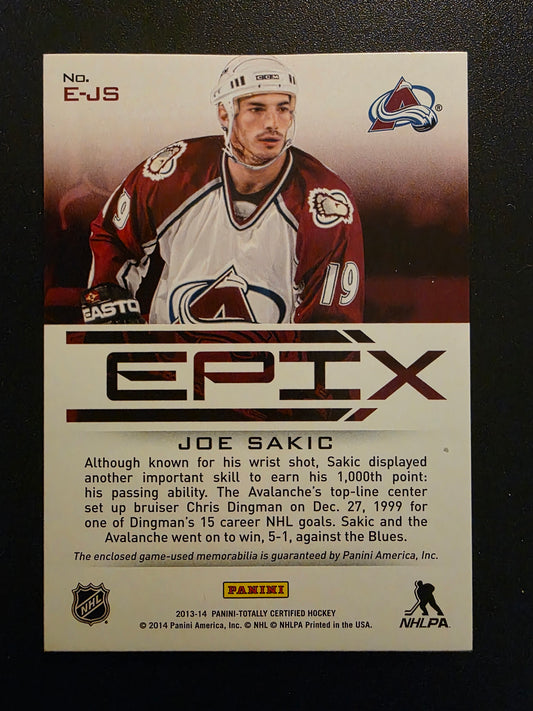 No.
E-JS
CCM
®
19
19
EASTO
EPIX
JOE SAKIC
Although known for his wrist shot, Sakic displayed
another important skill to earn his 1,000th point:
his passing ability. The Avalanche's top-line center
set up bruiser Chris Dingman on Dec. 27, 1999 for
one of Dingman's 15 career NHL goals. Sakic and the
Avalanche went on to win, 5-1, against the Blues.
The enclosed game-used memorabilia is guaranteed by Panini America, Inc.
PANINI
NHL
2013-14 PANINI-TOTALLY CERTIFIED HOCKEY
© 2014 Panini America, Inc. © NHL © NHLPA Printed in the USA.
NHLPA